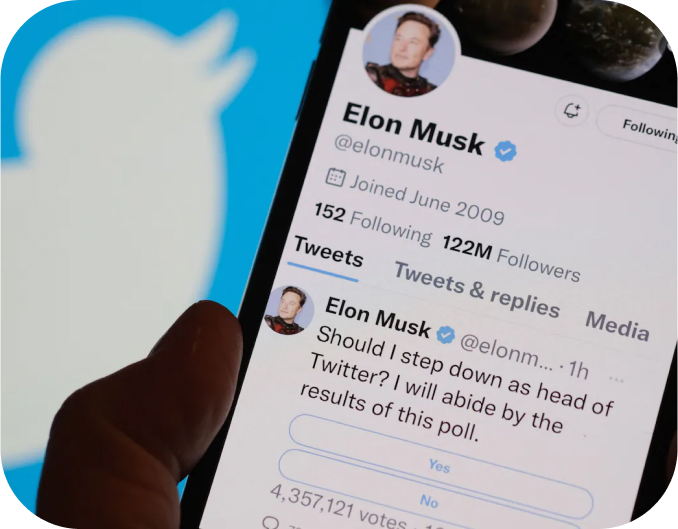 Following
Elon Musk
@elonmusk
Joined June 2009
152 Following 122M Followers
Tweets Tweets & replies Media
Elon Musk @elonm... · 1h ...
Should I step down as head of
Twitter? I will abide by the
results of this poll.
Yes
No
4,357,121 votes ·